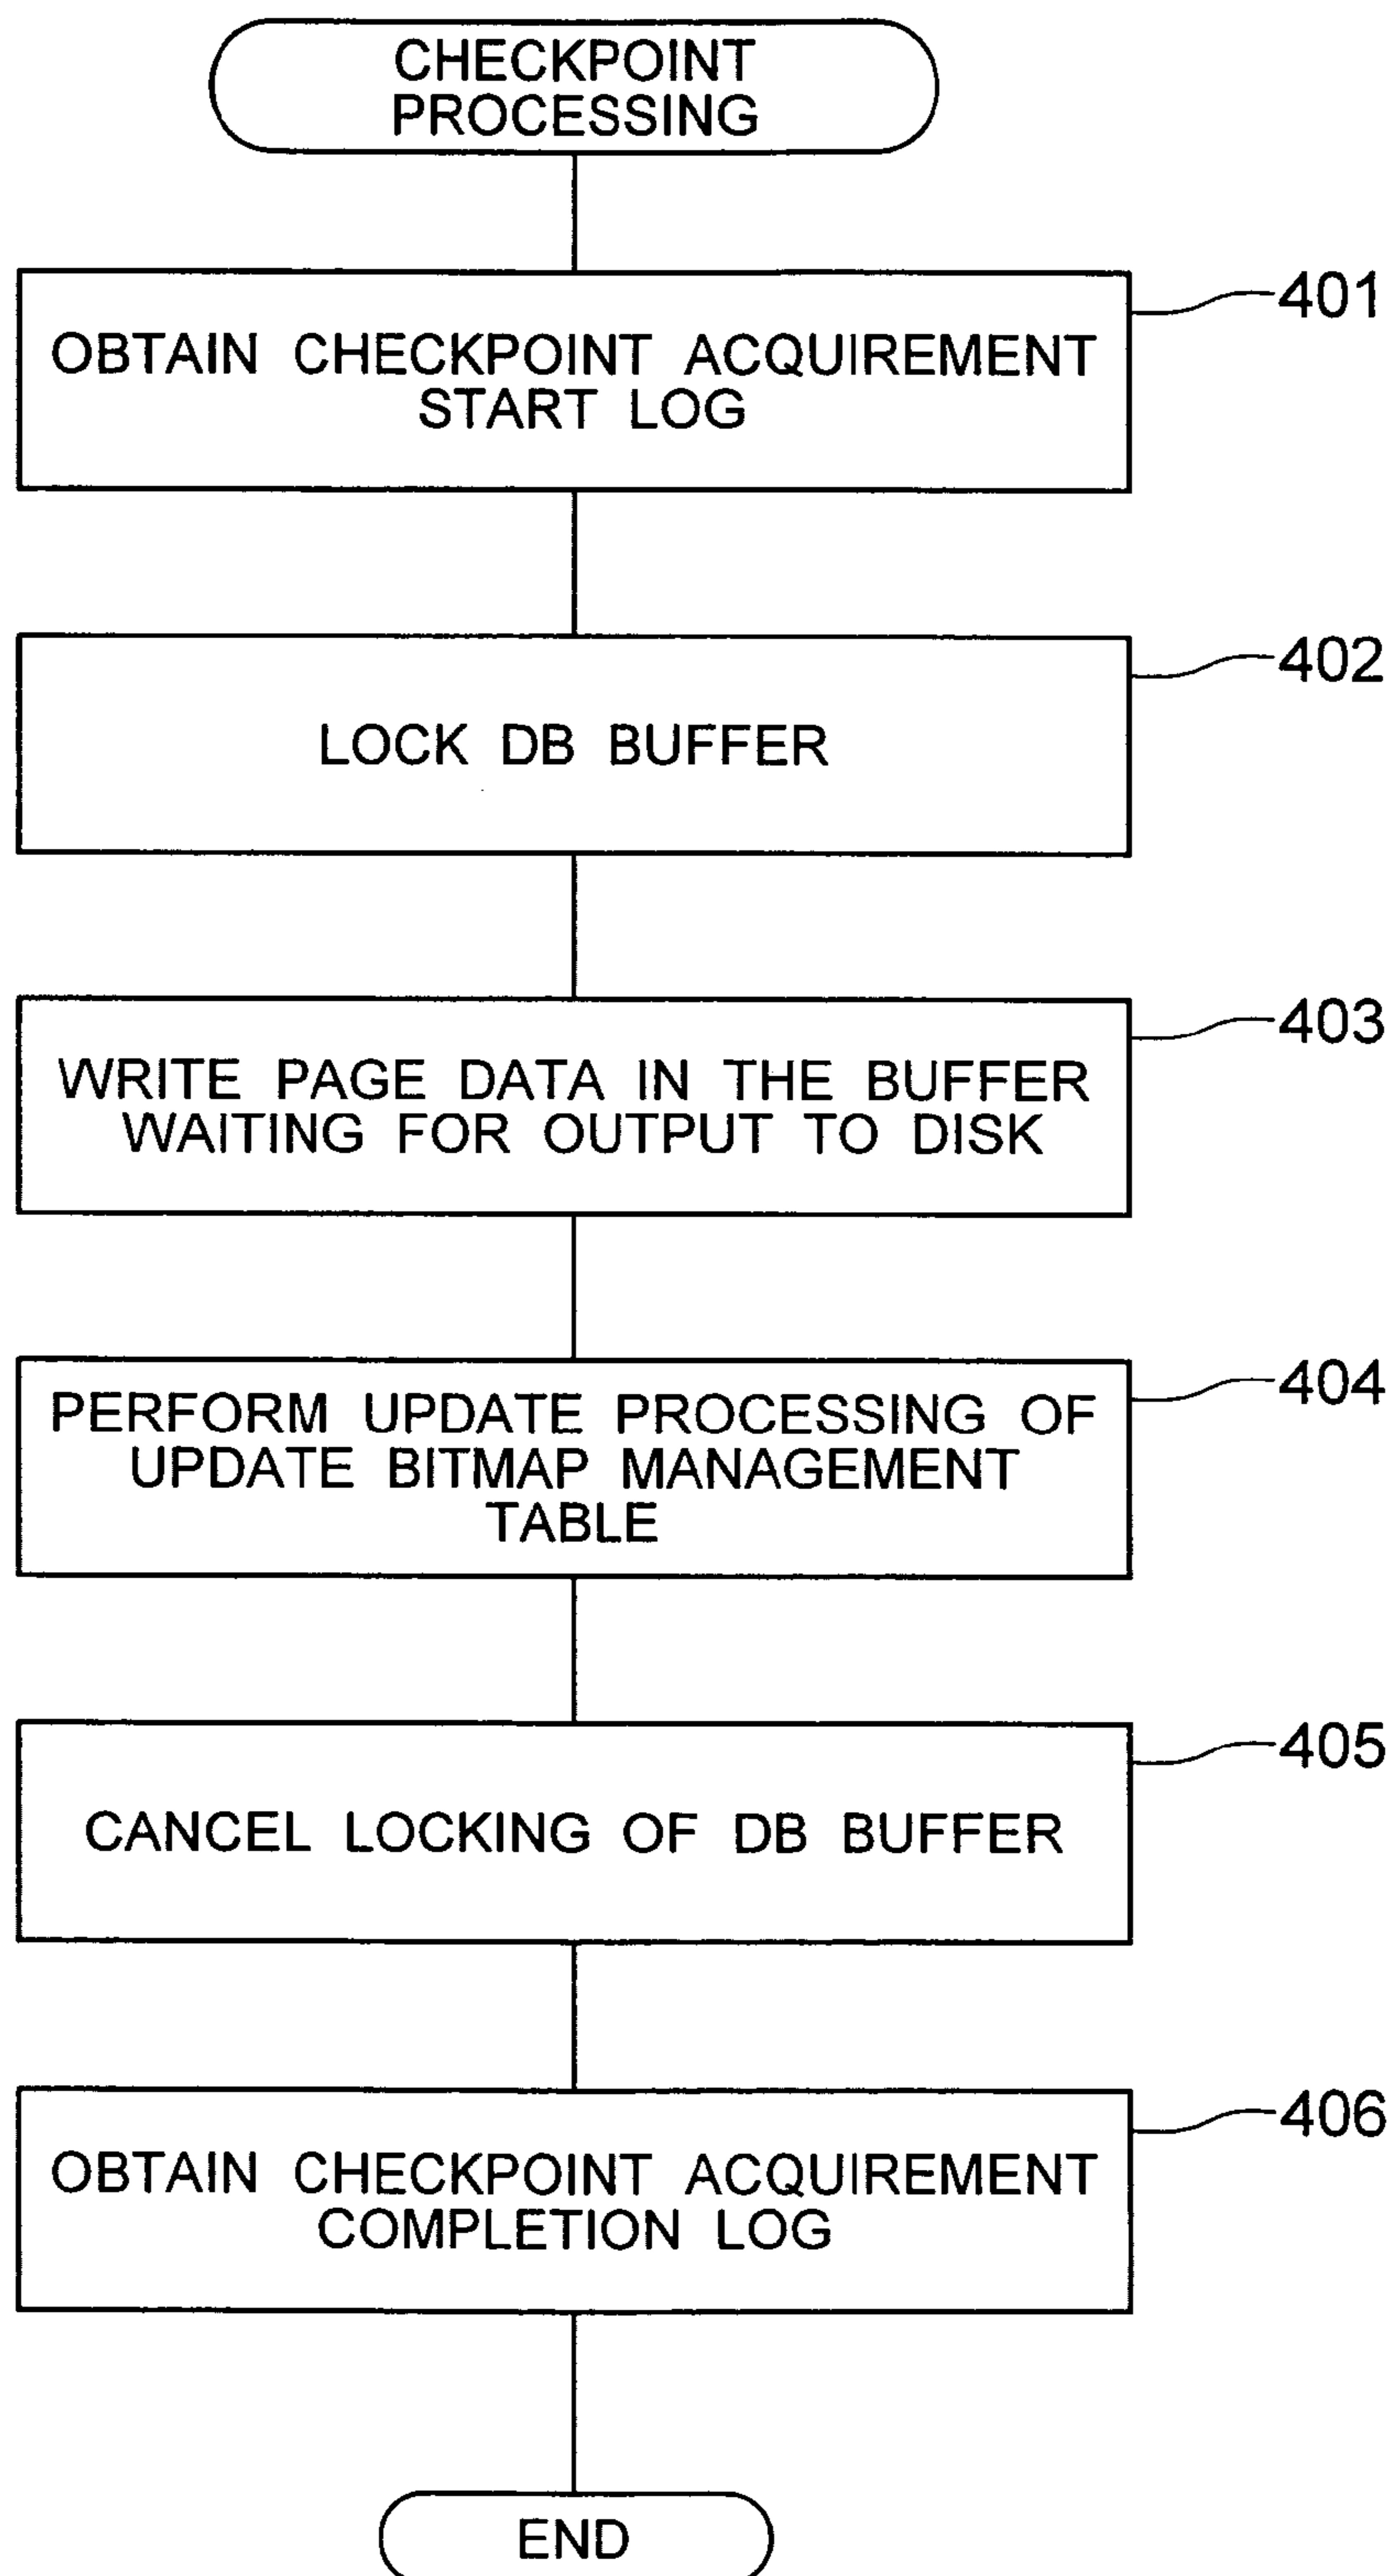 CHECKPOINT
PROCESSING
401
OBTAIN CHECKPOINT ACQUIREMENT
START LOG
402
LOCK DB BUFFER
403
WRITE PAGE DATA IN THE BUFFER
WAITING FOR OUTPUT TO DISK
404
PERFORM UPDATE PROCESSING OF
UPDATE BITMAP MANAGEMENT
TABLE
405
CANCEL LOCKING OF DB BUFFER
406
OBTAIN CHECKPOINT ACQUIREMENT
COMPLETION LOG
END